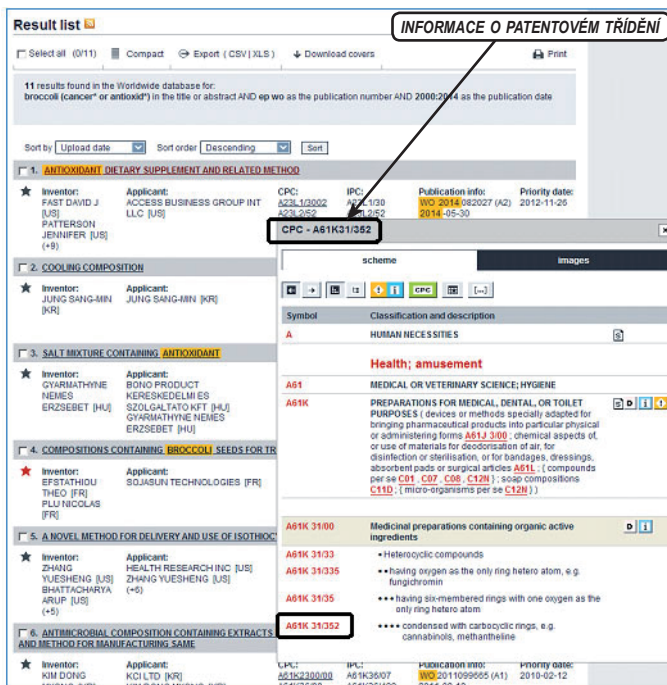 Result list
INFORMACE O PATENTOVÉM TŘÍDĚNÍ
Select all (0/11) Compact Export ( CSV | XLS ) Download covers Print
11 results found in the Worldwide database for:
broccoli (cancer* or antioxid*) in the title or abstract AND ep wo as the publication number AND 2000:2014 as the publication date
Sort by Upload date Sort order Descending Sort
1. ANTIOXIDANT DIETARY SUPPLEMENT AND RELATED METHOD
Inventor: Applicant: CPC: IPC: Publication info: Priority date:
FAST DAVID J ACCESS BUSINESS GROUP INT A23L1/3002 A23L1/30 WO 2014082027 (A2) 2012-11-26
[US] LLC [US] A23L2/52 A23L2/52 2014-05-30
PATTERSON
JENNIFER [US]
(+9)
2. COOLING COMPOSITION
Inventor: Applicant:
JUNG SANG-MIN JUNG SANG-MIN [KR]
[KR]
3. SALT MIXTURE CONTAINING ANTIOXIDANT
Inventor: Applicant:
GYARMATHYNE BONO PRODUCT
NEMES KERESKEDELMI ES
ERZSEBET [HU] SZOLGALTATO KFT [HU]
GYARMATHYNE NEMES
ERZSEBET [HU]
4. COMPOSITIONS CONTAINING BROCCOLI SEEDS FOR TR
Inventor: Applicant:
EFSTATHIOU SOJASUN TECHNOLOGIES [FR]
THEO [FR]
PLU NICOLAS
[FR]
5. A NOVEL METHOD FOR DELIVERY AND USE OF ISOTHIOC
Inventor: Applicant:
ZHANG HEALTH RESEARCH INC [US]
YUESHENG [US] ZHANG YUESHENG [US]
BHATTACHARYA (+6)
ARUP [US]
(+5)
6. ANTIMICROBIAL COMPOSITION CONTAINING EXTRACTS
AND METHOD FOR MANUFACTURING SAME
Inventor: Applicant: CPC: IPC: Publication info: Priority date:
KIM DONG KCI LTD [KR] A61K2300/00 A61K36/07 WO 2011099665 (A1) 2010-02-12
CPC - A61K31/352
scheme images
CPC [...]
Symbol Classification and description
A HUMAN NECESSITIES S
Health; amusement
A61 MEDICAL OR VETERINARY SCIENCE; HYGIENE
A61K PREPARATIONS FOR MEDICAL, DENTAL, OR TOILET S D i !
PURPOSES ( devices or methods specially adapted for
bringing pharmaceutical products into particular physical
or administering forms A61J 3/00 ; chemical aspects of,
or use of materials for deodorisation of air, for
disinfection or sterilisation, or for bandages, dressings,
absorbent pads or surgical articles A61L ; { compounds
per se C01 , C07 , C08 , C12N } ; soap compositions
C11D ; { micro-organisms per se C12N } )
A61K 31/00 Medicinal preparations containing organic active D i
ingredients
A61K 31/33 • Heterocyclic compounds
A61K 31/335 • • having oxygen as the only ring hetero atom, e.g.
fungichromin
A61K 31/35 • • • having six-membered rings with one oxygen as the
only ring hetero atom
A61K 31/352 • • • • condensed with carbocyclic rings, e.g.
cannabinols, methantheline